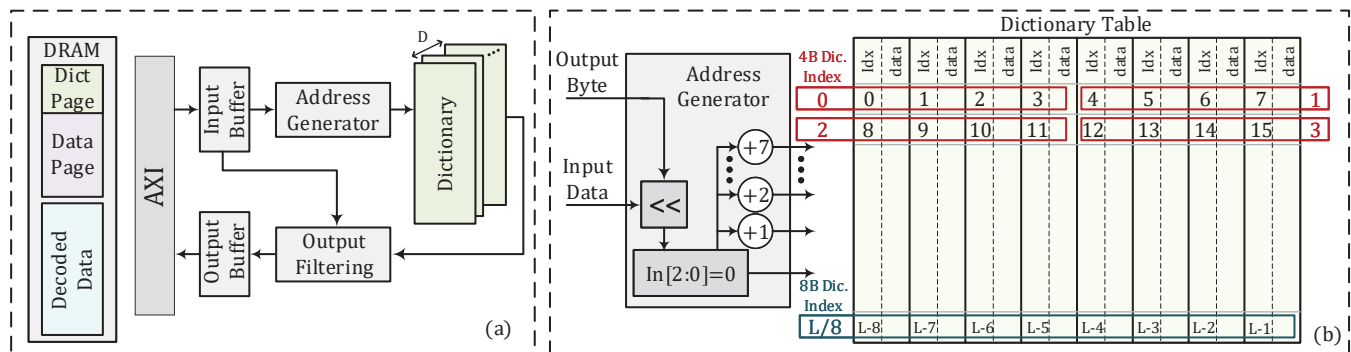 DRAM
Dict
Page
Data
Page
Decoded
Data
AXI
Input
Buffer
Output
Buffer
Address
Generator
Output
Filtering
D
Dictionary
(a)
Output
Byte
Input
Data
Address
Generator
<<
In[2:0]=0
+7
+2
+1
Dictionary Table
4B Dic.
Index
Idx data Idx data Idx data Idx data Idx data Idx data Idx data Idx data
0 0 1 2 3 4 5 6 7 1
2 8 9 10 11 12 13 14 15 3
8B Dic.
Index
L/8 L-8 L-7 L-6 L-5 L-4 L-3 L-2 L-1
(b)